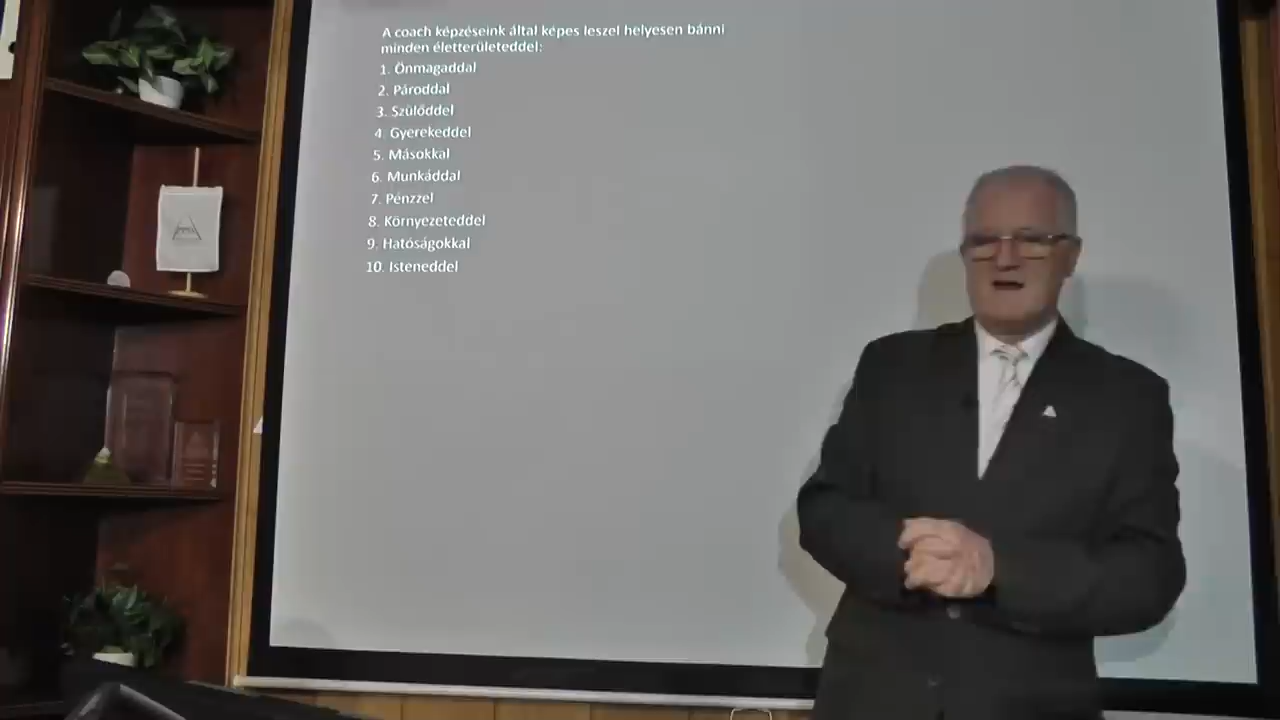 A coach képzéseink által képes leszel helyesen bánni
minden életterületeddel:
1. Önmagaddal
2. Pároddal
3. Szülőddel
4. Gyerekeddel
5. Másokkal
6. Munkáddal
7. Pénzzel
8. Környezeteddel
9. Hatóságokkal
10. Isteneddel